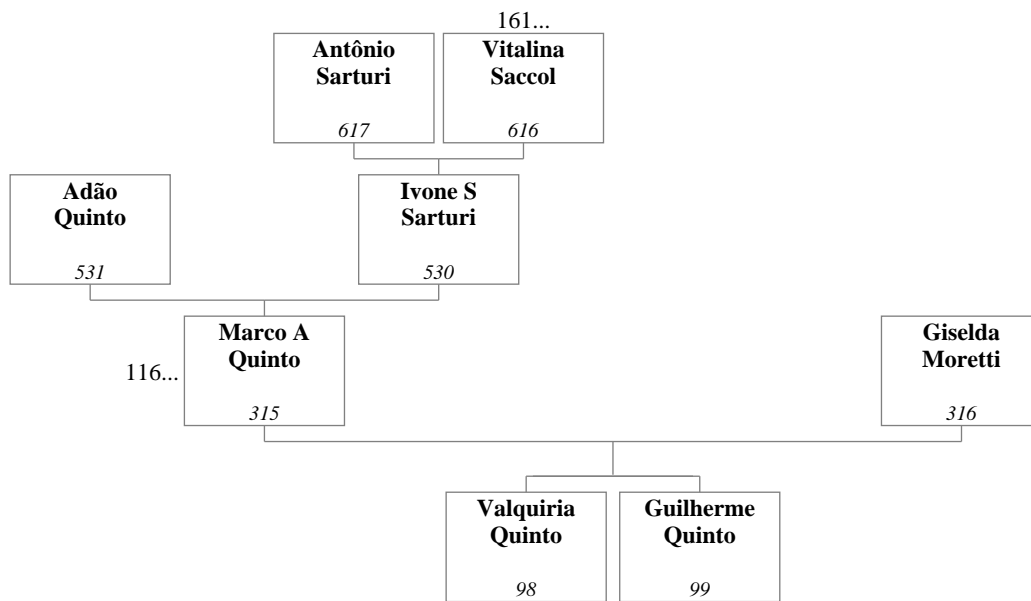 161...
Antônio
Sarturi
617
Vitalina
Saccol
616
Adão
Quinto
531
Ivone S
Sarturi
530
116...
Marco A
Quinto
315
Giselda
Moretti
316
Valquiria
Quinto
98
Guilherme
Quinto
99